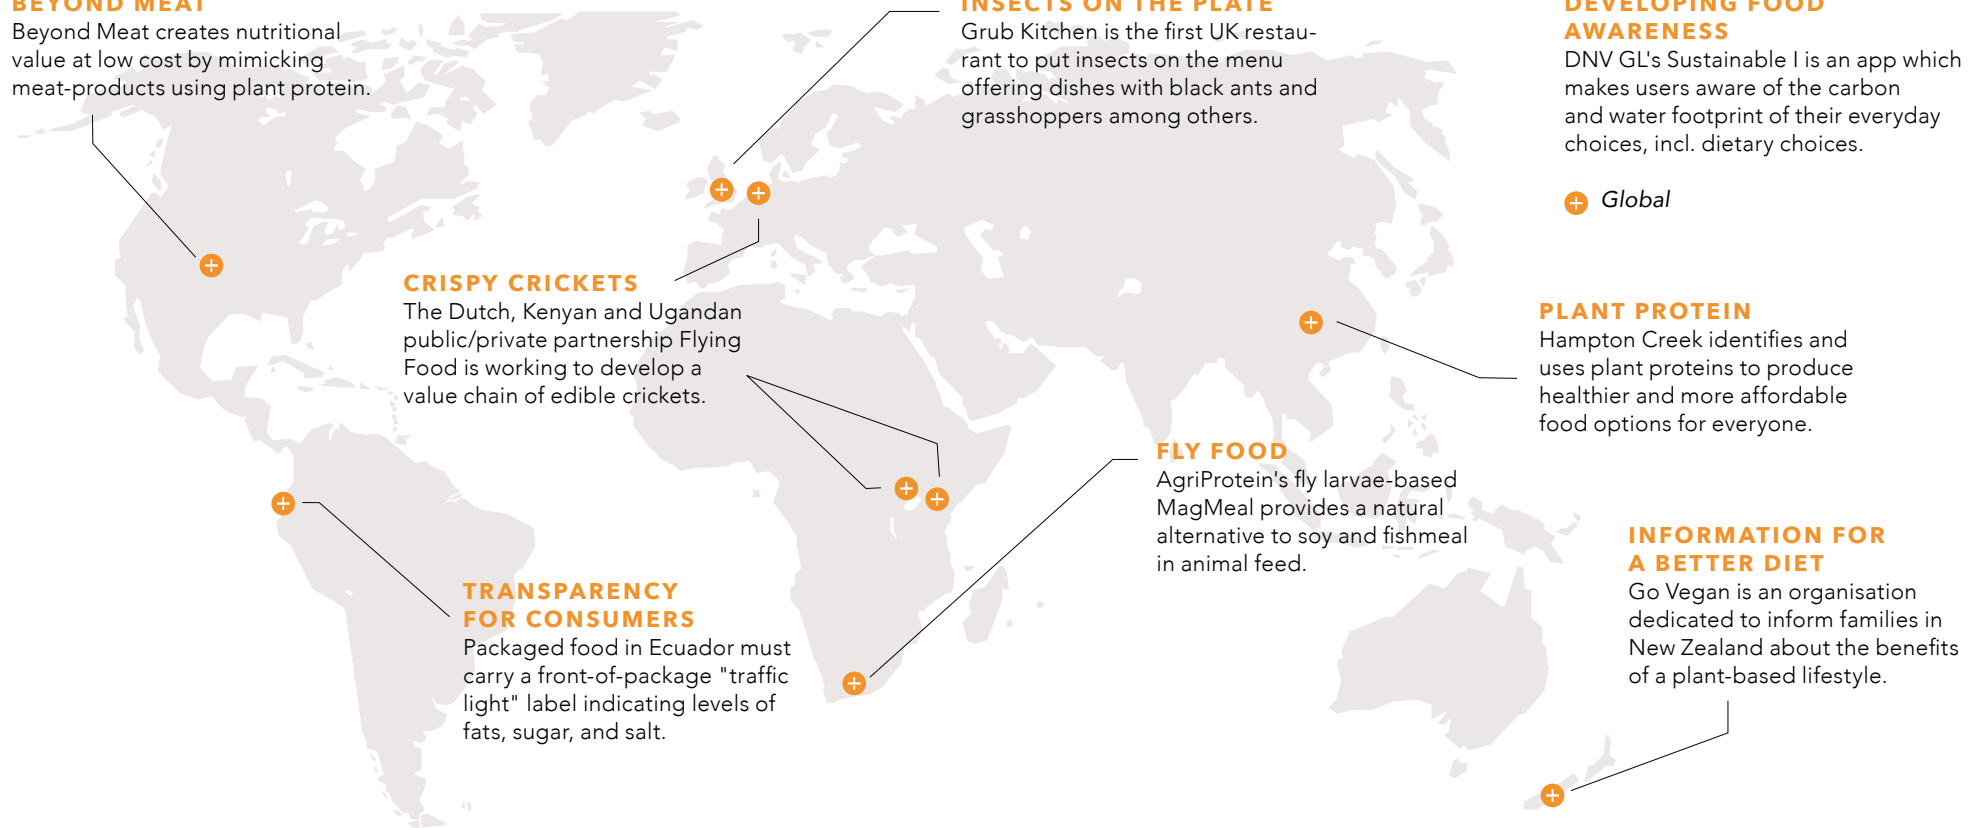 BEYOND MEAT
Beyond Meat creates nutritional
value at low cost by mimicking
meat-products using plant protein.
INSECTS ON THE PLATE
Grub Kitchen is the first UK restau-
rant to put insects on the menu
offering dishes with black ants and
grasshoppers among others.
DEVELOPING FOOD
AWARENESS
DNV GL's Sustainable I is an app which
makes users aware of the carbon
and water footprint of their everyday
choices, incl. dietary choices.
Global
CRISPY CRICKETS
The Dutch, Kenyan and Ugandan
public/private partnership Flying
Food is working to develop a
value chain of edible crickets.
PLANT PROTEIN
Hampton Creek identifies and
uses plant proteins to produce
healthier and more affordable
food options for everyone.
FLY FOOD
AgriProtein's fly larvae-based
MagMeal provides a natural
alternative to soy and fishmeal
in animal feed.
INFORMATION FOR
A BETTER DIET
Go Vegan is an organisation
dedicated to inform families in
New Zealand about the benefits
of a plant-based lifestyle.
TRANSPARENCY
FOR CONSUMERS
Packaged food in Ecuador must
carry a front-of-package "traffic
light" label indicating levels of
fats, sugar, and salt.